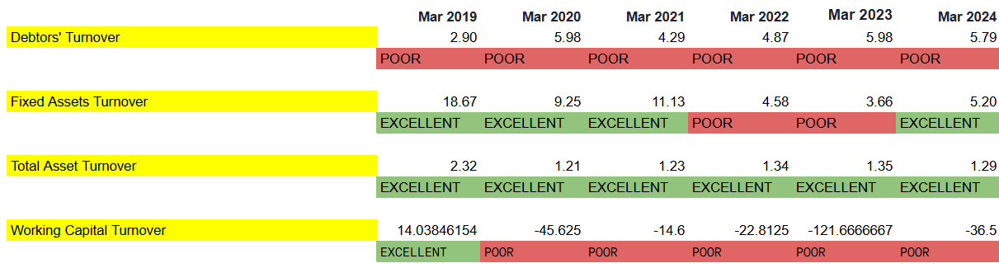 Mar 2019 Mar 2020 Mar 2021 Mar 2022 Mar 2023 Mar 2024
Debtors' Turnover 2.90 5.98 4.29 4.87 5.98 5.79
POOR POOR POOR POOR POOR POOR
Fixed Assets Turnover 18.67 9.25 11.13 4.58 3.66 5.20
EXCELLENT EXCELLENT EXCELLENT POOR POOR EXCELLENT
Total Asset Turnover 2.32 1.21 1.23 1.34 1.35 1.29
EXCELLENT EXCELLENT EXCELLENT EXCELLENT EXCELLENT EXCELLENT
Working Capital Turnover 14.03846154 -45.625 -14.6 -22.8125 -121.6666667 -36.5
EXCELLENT POOR POOR POOR POOR POOR